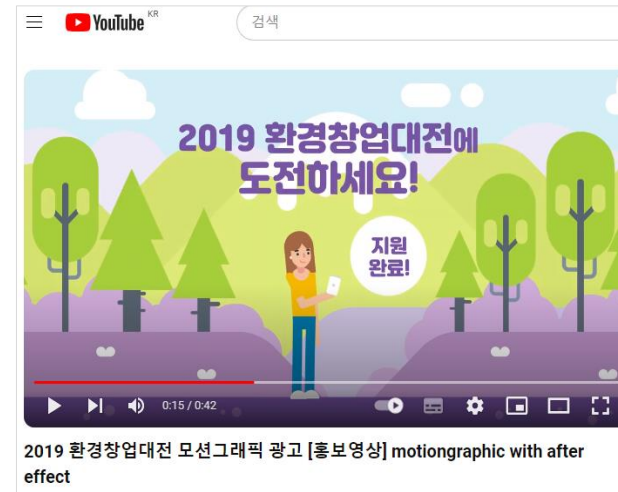 YouTube KR
검색
2019 환경창업대전에
도전하세요!
지원
완료!
0:15 / 0:42
2019 환경창업대전 모션그래픽 광고 [홍보영상] motiongraphic with after
effect